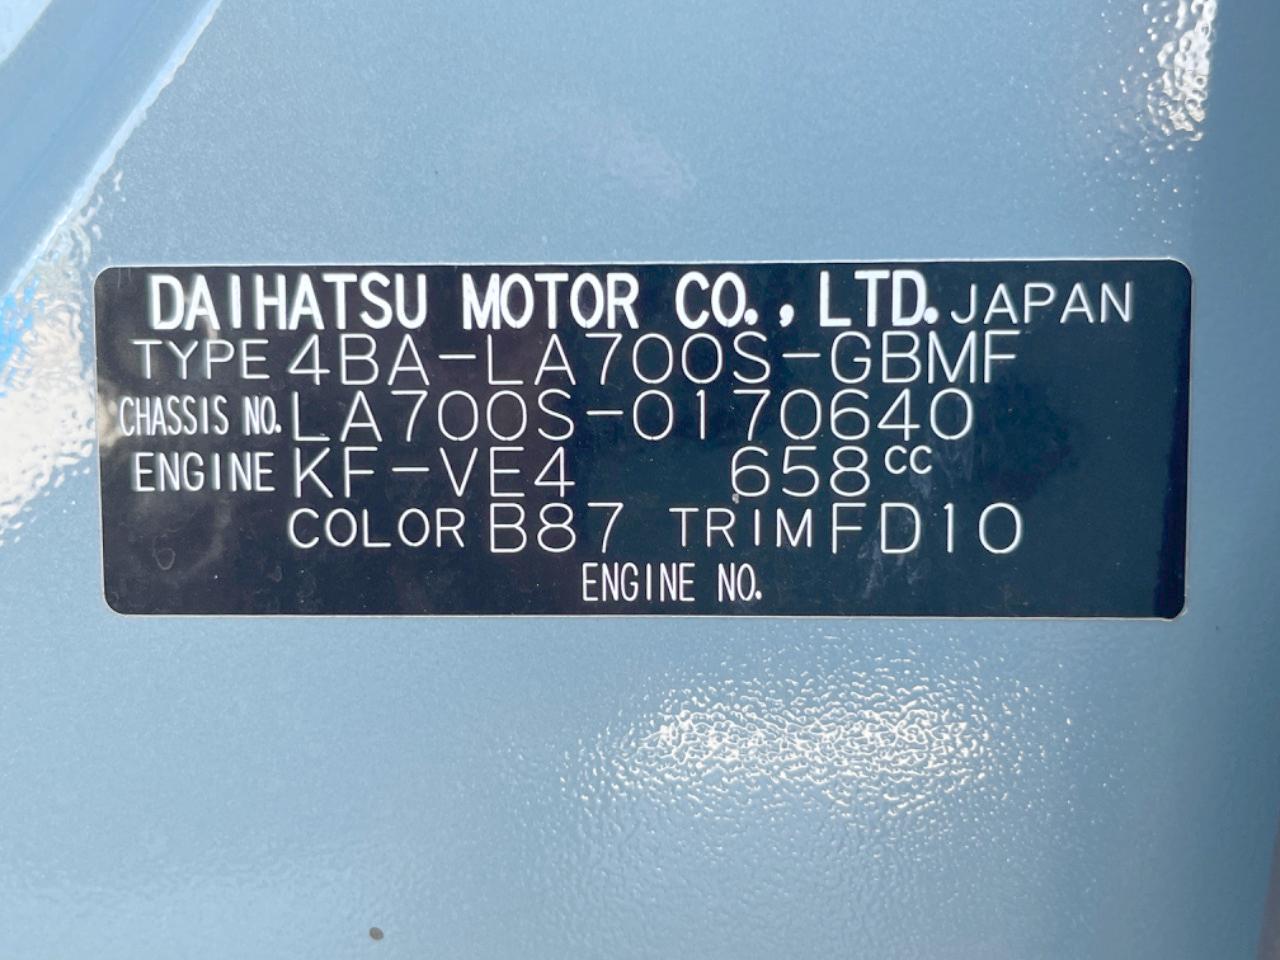 DAIHATSU MOTOR CO., LTD. JAPAN
TYPE 4BA-LA700S-GBMF
CHASSIS NO. LA700S-0170640
ENGINE KF-VE4 658cc
COLOR B87 TRIM FD10
ENGINE NO.